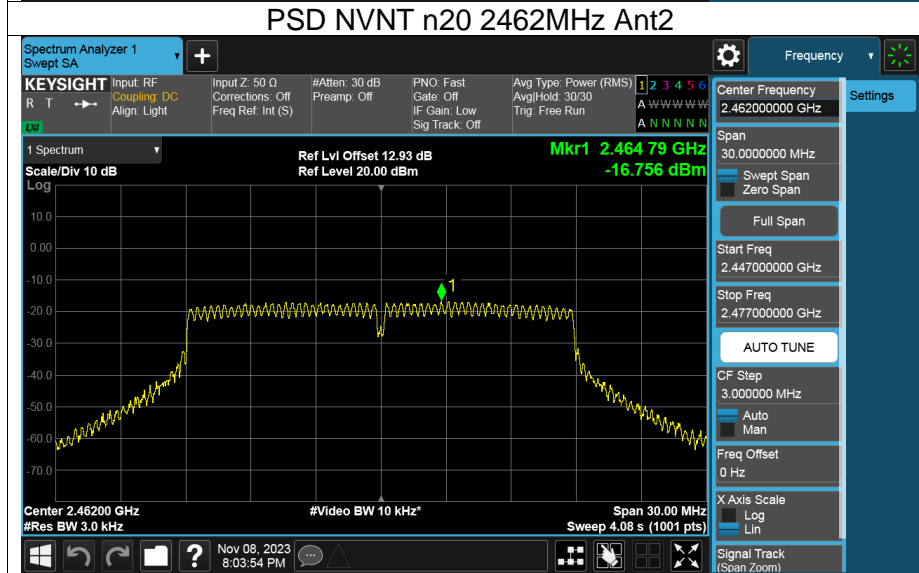 PSD NVNT n20 2462MHz Ant2
Spectrum Analyzer 1
Swept SA
+
Frequency
KEYSIGHT
R T
LXI
Input: RF
Coupling: DC
Align: Light
Input Z: 50 Ω
Corrections: Off
Freq Ref: Int (S)
#Atten: 30 dB
Preamp: Off
PNO: Fast
Gate: Off
IF Gain: Low
Sig Track: Off
Avg Type: Power (RMS)
Avg|Hold: 30/30
Trig: Free Run
1 2 3 4 5 6
A W W W W W
A N N N N N
1 Spectrum
Scale/Div 10 dB
Log
Ref Lvl Offset 12.93 dB
Ref Level 20.00 dBm
Mkr1 2.464 79 GHz
-16.756 dBm
10.0
0.00
-10.0
-20.0
-30.0
-40.0
-50.0
-60.0
-70.0
1
Center 2.46200 GHz
#Res BW 3.0 kHz
#Video BW 10 kHz*
Span 30.00 MHz
Sweep 4.08 s (1001 pts)
?
Nov 08, 2023
8:03:54 PM
Center Frequency
2.462000000 GHz
Settings
Span
30.0000000 MHz
Swept Span
Zero Span
Full Span
Start Freq
2.447000000 GHz
Stop Freq
2.477000000 GHz
AUTO TUNE
CF Step
3.000000 MHz
Auto
Man
Freq Offset
0 Hz
X Axis Scale
Log
Lin
Signal Track
(Span Zoom)